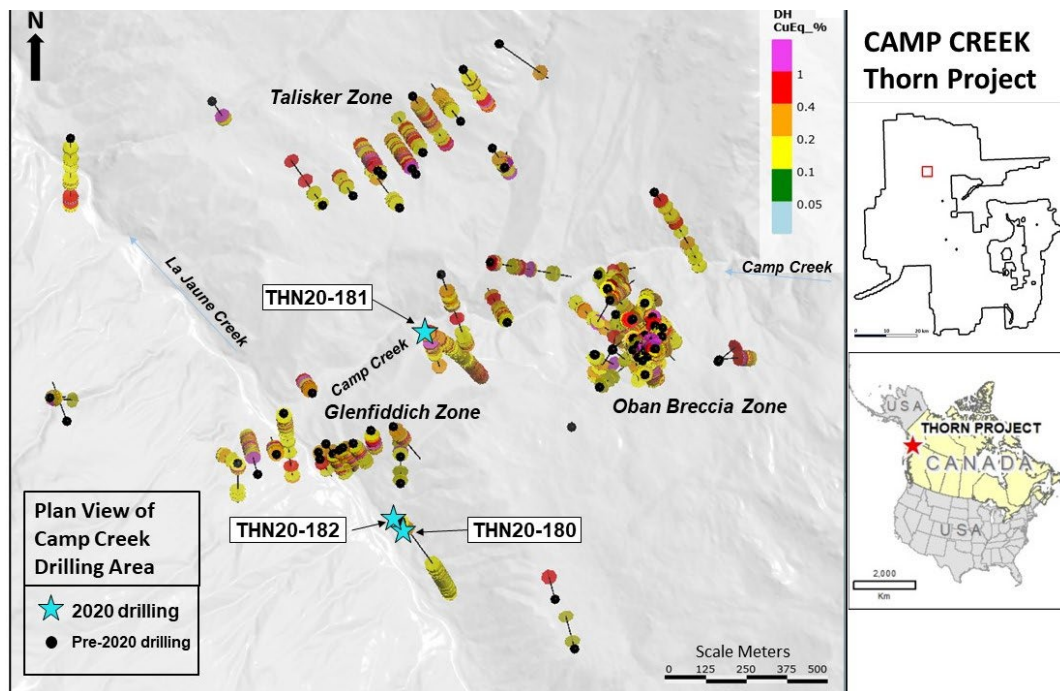 N
DH
CuEq_%
1
0.4
0.2
0.1
0.05
Talisker Zone
La Jaune Creek
Camp Creek
THN20-181
Camp Creek
Glenfiddich Zone
Oban Breccia Zone
THN20-182
THN20-180
Plan View of
Camp Creek
Drilling Area
2020 drilling
Pre-2020 drilling
Scale Meters
0 125 250 375 500
CAMP CREEK
Thorn Project
0 10 20 km
USA
THORN PROJECT
CANADA
USA
2,000
Km